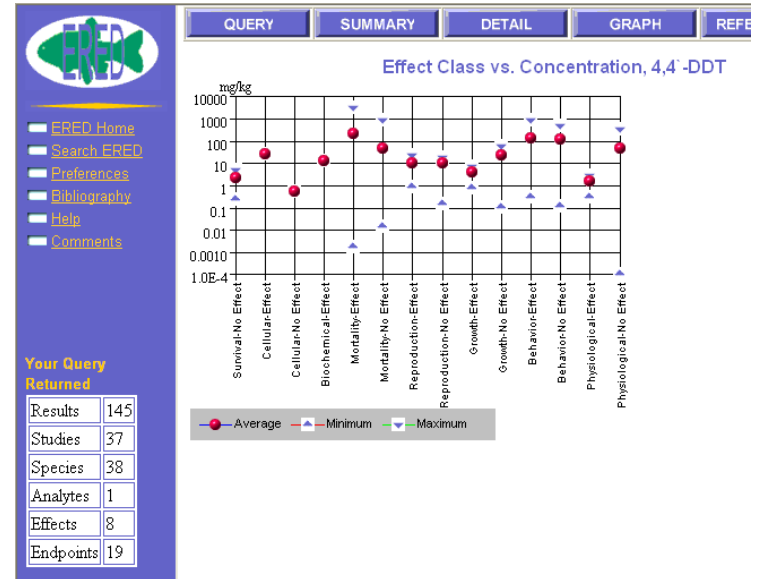 ERED
QUERY
SUMMARY
DETAIL
GRAPH
REFE
ERED Home
Search ERED
Preferences
Bibliography
Help
Comments
Your Query
Returned
Results 145
Studies 37
Species 38
Analytes 1
Effects 8
Endpoints 19
Effect Class vs. Concentration, 4,4`-DDT
mg/kg
10000
1000
100
10
1
0.1
0.01
0.0010
1.0E-4
Survival-No Effect
Cellular-Effect
Cellular-No Effect
Biochemical-Effect
Mortality-Effect
Mortality-No Effect
Reproduction-Effect
Reproduction-No Effect
Growth-Effect
Growth-No Effect
Behavior-Effect
Behavior-No Effect
Physiological-Effect
Physiological-No Effect
Average
Minimum
Maximum